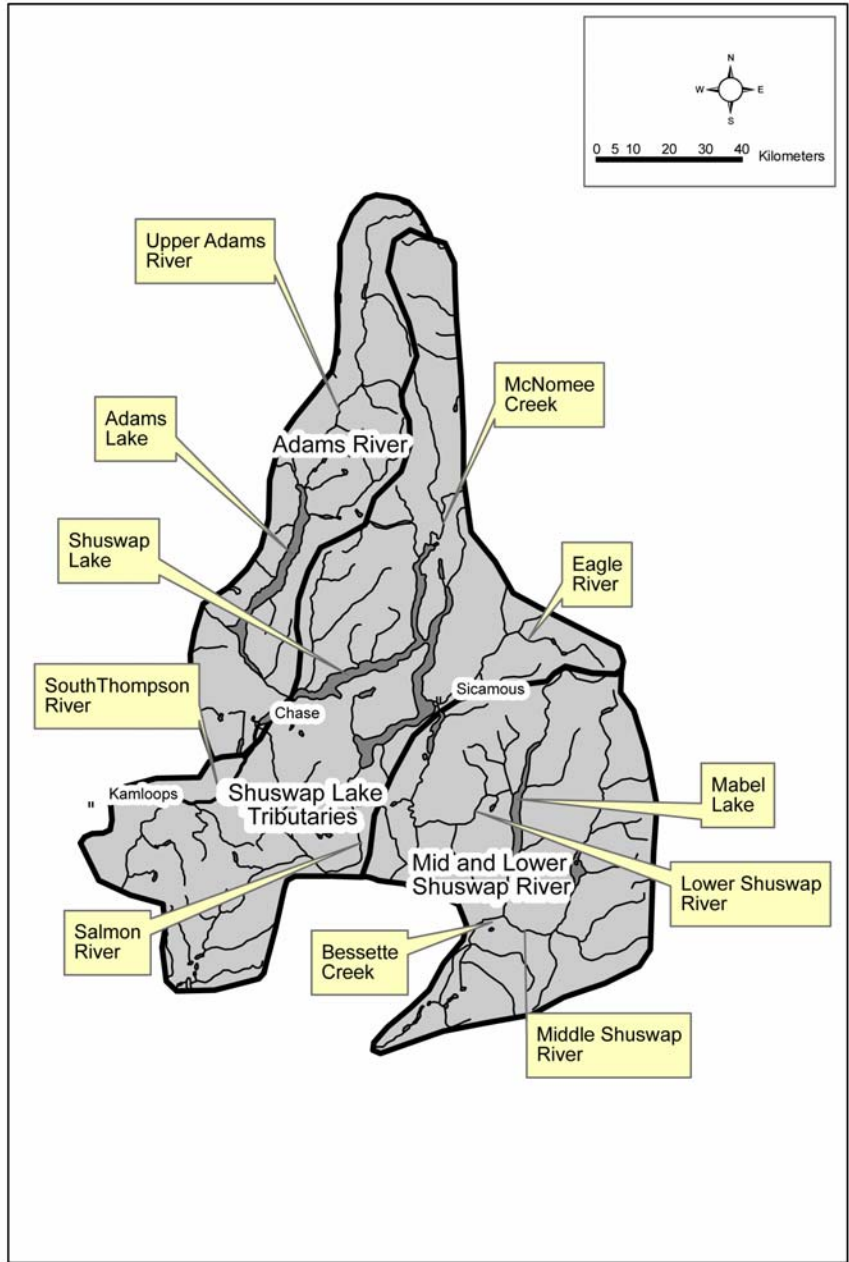 N
W E
S
0 5 10 20 30 40
Kilometers
Upper Adams
River
McNomee
Creek
Adams
Lake
Adams River
Shuswap
Lake
Eagle
River
SouthThompson
River
Sicamous
Chase
Kamloops
Shuswap Lake
Tributaries
Mabel
Lake
Mid and Lower
Shuswap River
Lower Shuswap
River
Salmon
River
Bessette
Creek
Middle Shuswap
River